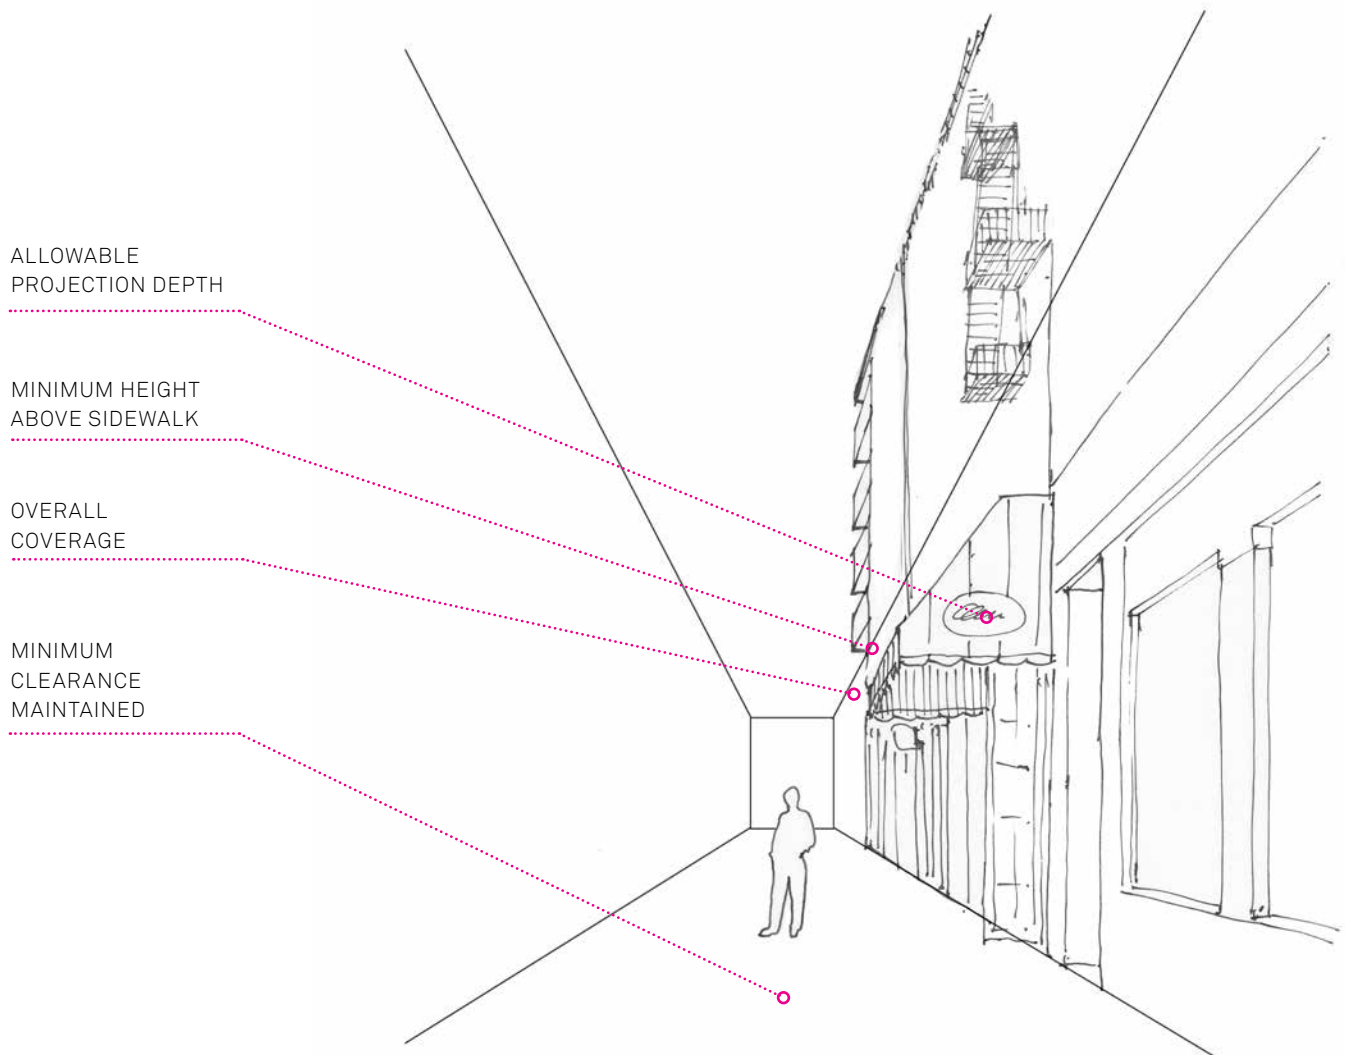 ALLOWABLE
PROJECTION DEPTH
MINIMUM HEIGHT
ABOVE SIDEWALK
OVERALL
COVERAGE
MINIMUM
CLEARANCE
MAINTAINED